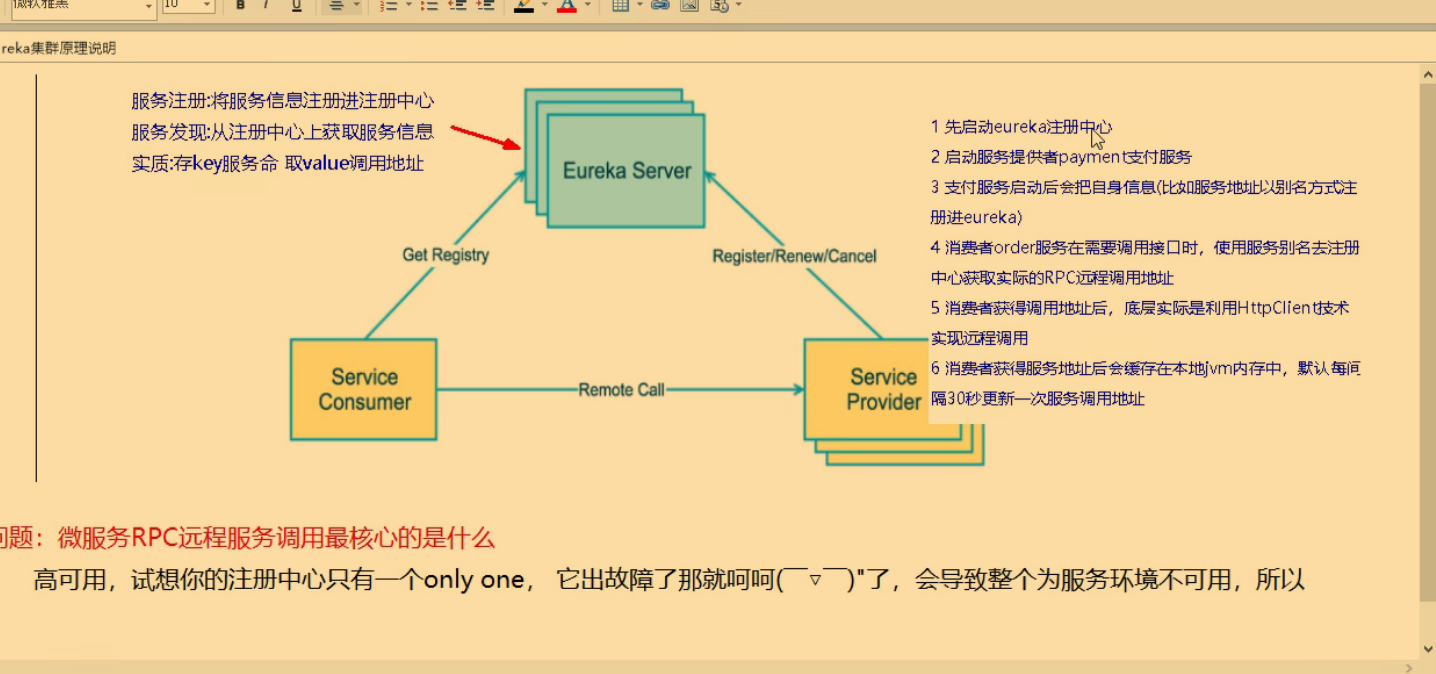 10
B I U
reka集群原理说明
服务注册:将服务信息注册进注册中心
服务发现:从注册中心上获取服务信息
实质:存key服务命 取value调用地址
Eureka Server
Get Registry
Register/Renew/Cancel
Service
Consumer
Remote Call
Service
Provider
1 先启动eureka注册中心
2 启动服务提供者payment支付服务
3 支付服务启动后会把自身信息(比如服务地址以别名方式注
册进eureka)
4 消费者order服务在需要调用接口时，使用服务别名去注册
中心获取实际的RPC远程调用地址
5 消费者获得调用地址后，底层实际是利用HttpClient技术
实现远程调用
6 消费者获得服务地址后会缓存在本地jvm内存中，默认每间
隔30秒更新一次服务调用地址
问题：微服务RPC远程服务调用最核心的是什么
高可用，试想你的注册中心只有一个only one， 它出故障了那就呵呵(￣▽￣)"了，会导致整个为服务环境不可用，所以